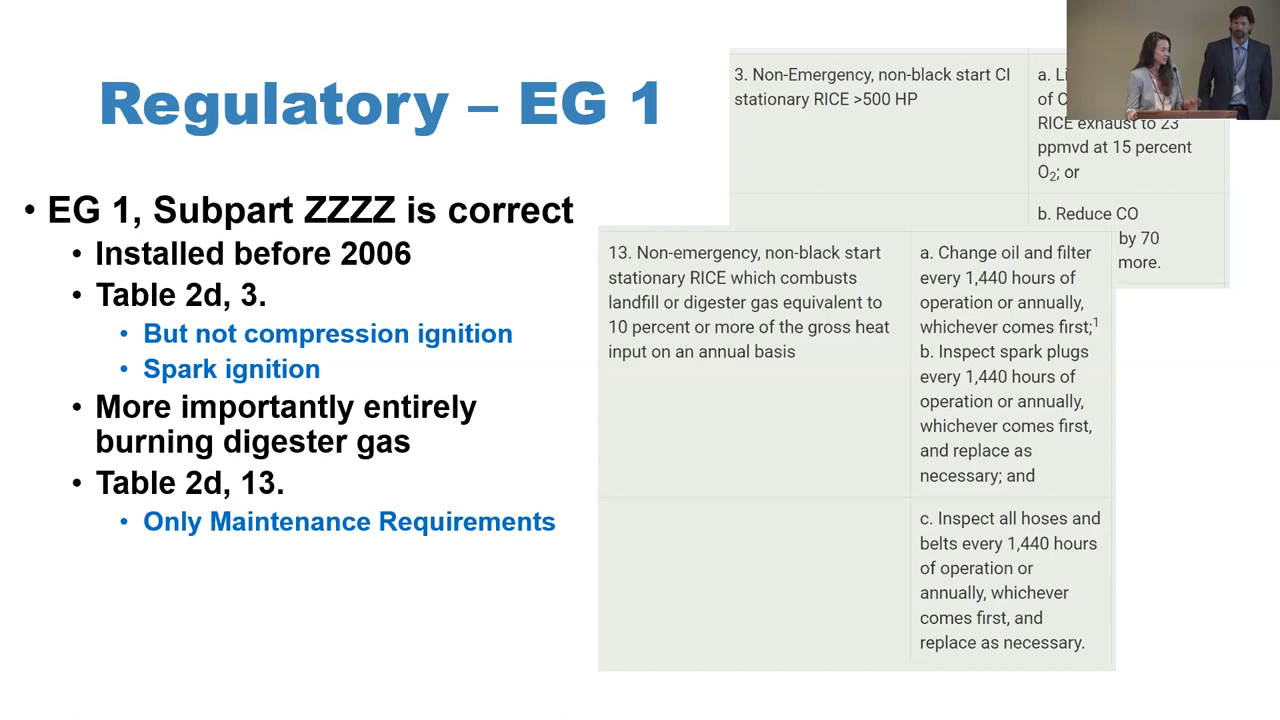 Regulatory – EG 1
• EG 1, Subpart ZZZZ is correct
• Installed before 2006
• Table 2d, 3.
• But not compression ignition
• Spark ignition
• More importantly entirely
burning digester gas
• Table 2d, 13.
• Only Maintenance Requirements
3. Non-Emergency, non-black start CI
stationary RICE >500 HP
a.
of
RICE exhaust to 23
ppmvd at 15 percent
O2; or
b. Reduce CO
by 70
more.
13. Non-emergency, non-black start
stationary RICE which combusts
landfill or digester gas equivalent to
10 percent or more of the gross heat
input on an annual basis
a. Change oil and filter
every 1,440 hours of
operation or annually,
whichever comes first;1
b. Inspect spark plugs
every 1,440 hours of
operation or annually,
whichever comes first,
and replace as
necessary; and
c. Inspect all hoses and
belts every 1,440 hours
of operation or
annually, whichever
comes first, and
replace as necessary.